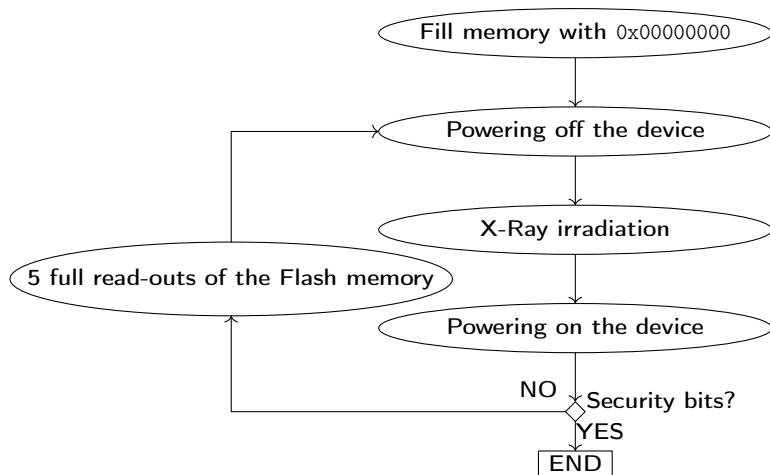 Fill memory with 0x00000000
Powering off the device
X-Ray irradiation
5 full read-outs of the Flash memory
Powering on the device
NO
Security bits?
YES
END